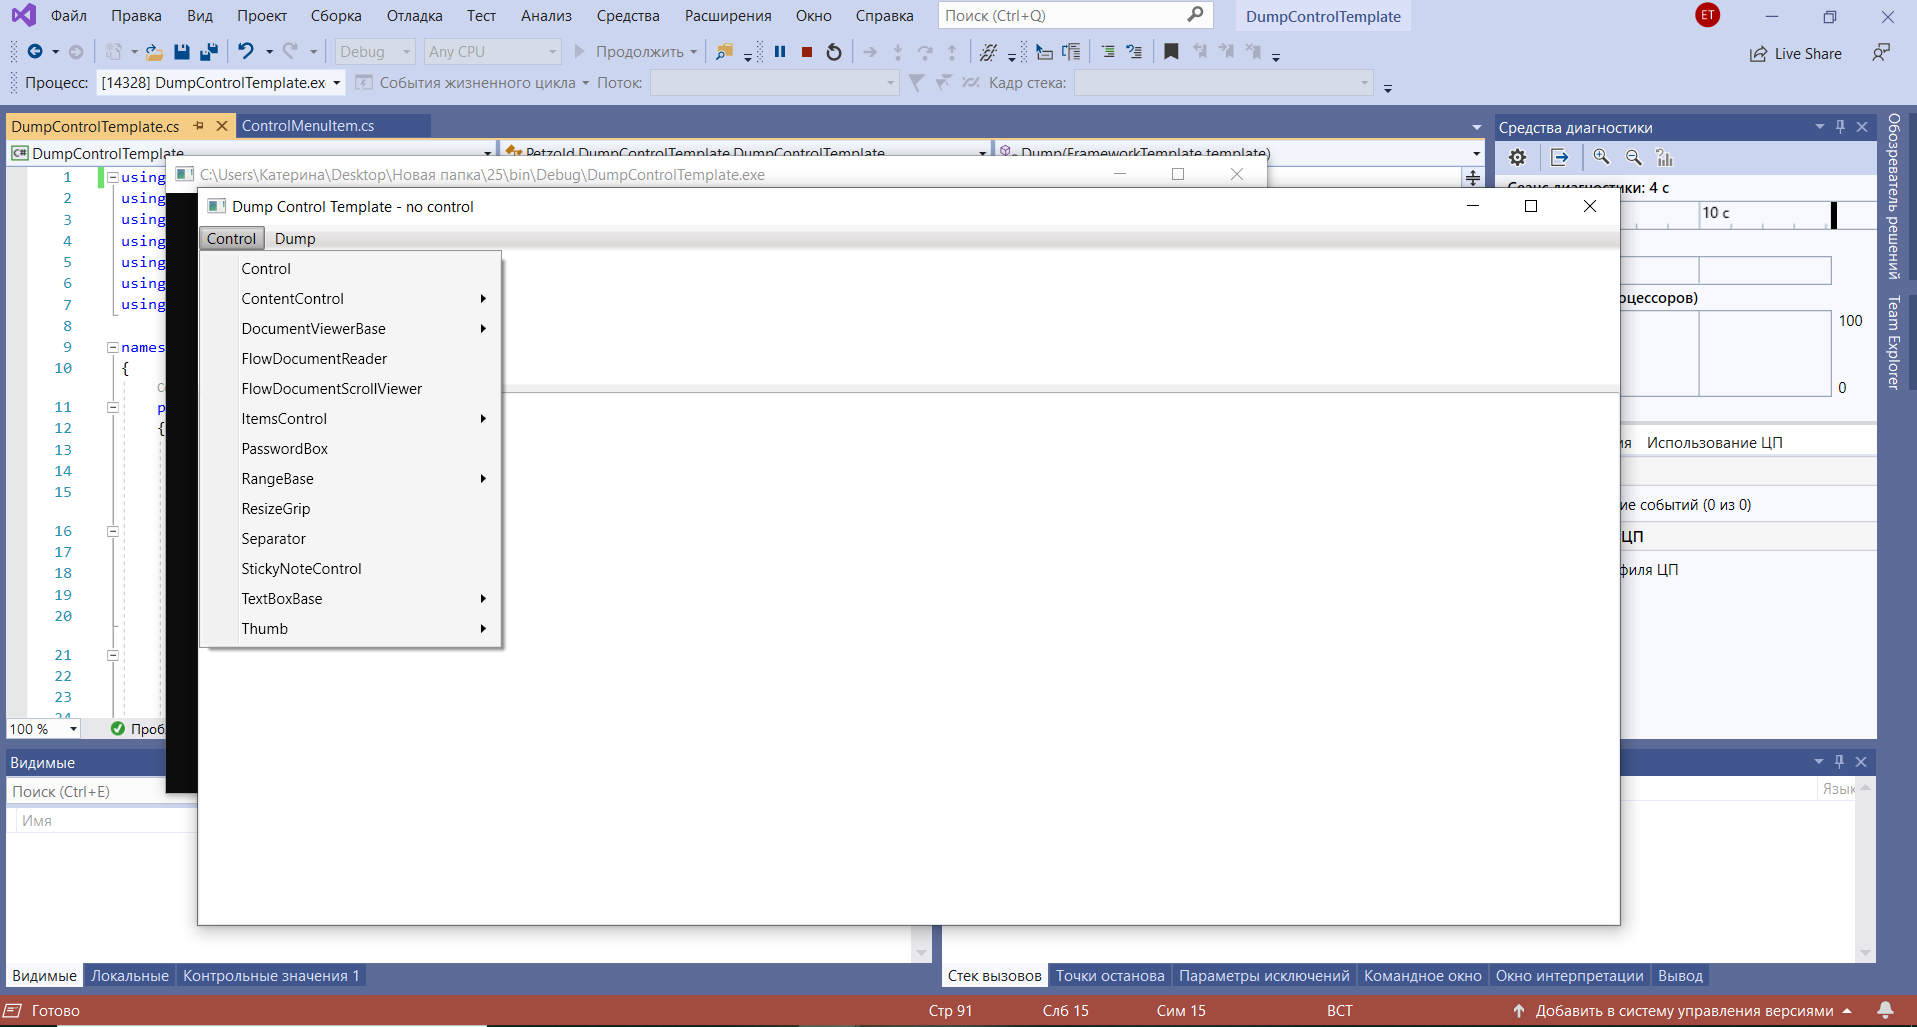 Файл Правка Вид Проект Сборка Отладка Тест Анализ Средства Расширения Окно Справка Поиск (Ctrl+Q) DumpControlTemplate ET
Debug Any CPU Продолжить Live Share
Процесс: [14328] DumpControlTemplate.ex События жизненного цикла Поток: Кадр стека:
DumpControlTemplate.cs ControlMenuItem.cs
DumpControlTemplate Petzold.DumpControlTemplate.DumpControlTemplate Dump(FrameworkTemplate template)
C:\Users\Катерина\Desktop\Новая папка\25\bin\Debug\DumpControlTemplate.exe
Dump Control Template - no control
Control Dump
Control
ContentControl
DocumentViewerBase
FlowDocumentReader
FlowDocumentScrollViewer
ItemsControl
PasswordBox
RangeBase
ResizeGrip
Separator
StickyNoteControl
TextBoxBase
Thumb
1 using
2 using
3 using
4 using
5 using
6 using
7 using
8
9 names
10 {
11 p
12 {
13
14
15
16
17
18
19
20
21
22
23
24
100 % Проб
Средства диагностики
Сеанс диагностики: 4 с
10 с
оцессоров)
100
0
ия Использование ЦП
ие событий (0 из 0)
ЦП
филя ЦП
Обозреватель решений
Team Explorer
Видимые
Поиск (Ctrl+E)
Имя
Язык
Видимые Локальные Контрольные значения 1
Стек вызовов Точки останова Параметры исключений Командное окно Окно интерпретации Вывод
Готово Стр 91 Слб 15 Сим 15 ВСТ Добавить в систему управления версиями